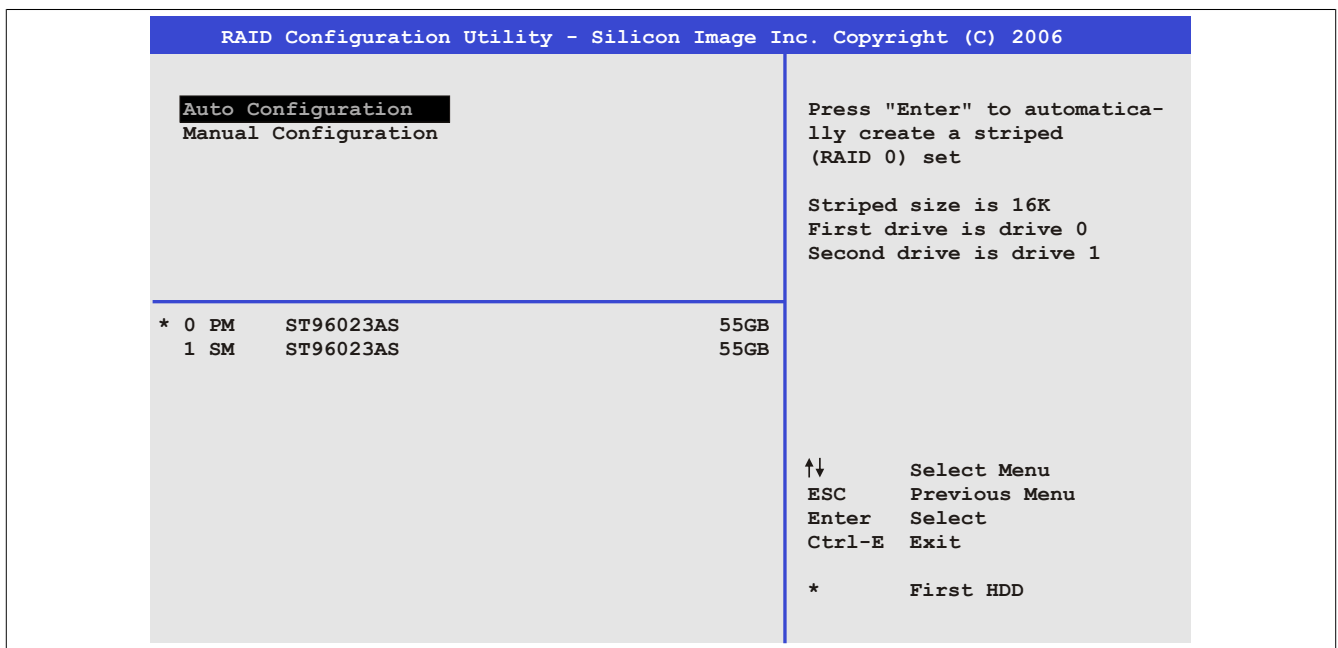 RAID Configuration Utility - Silicon Image Inc. Copyright (C) 2006
Auto Configuration
Manual Configuration
Press "Enter" to automatica-
lly create a striped
(RAID 0) set
Striped size is 16K
First drive is drive 0
Second drive is drive 1
* 0 PM ST96023AS 55GB
1 SM ST96023AS 55GB
↑↓ Select Menu
ESC Previous Menu
Enter Select
Ctrl-E Exit
* First HDD